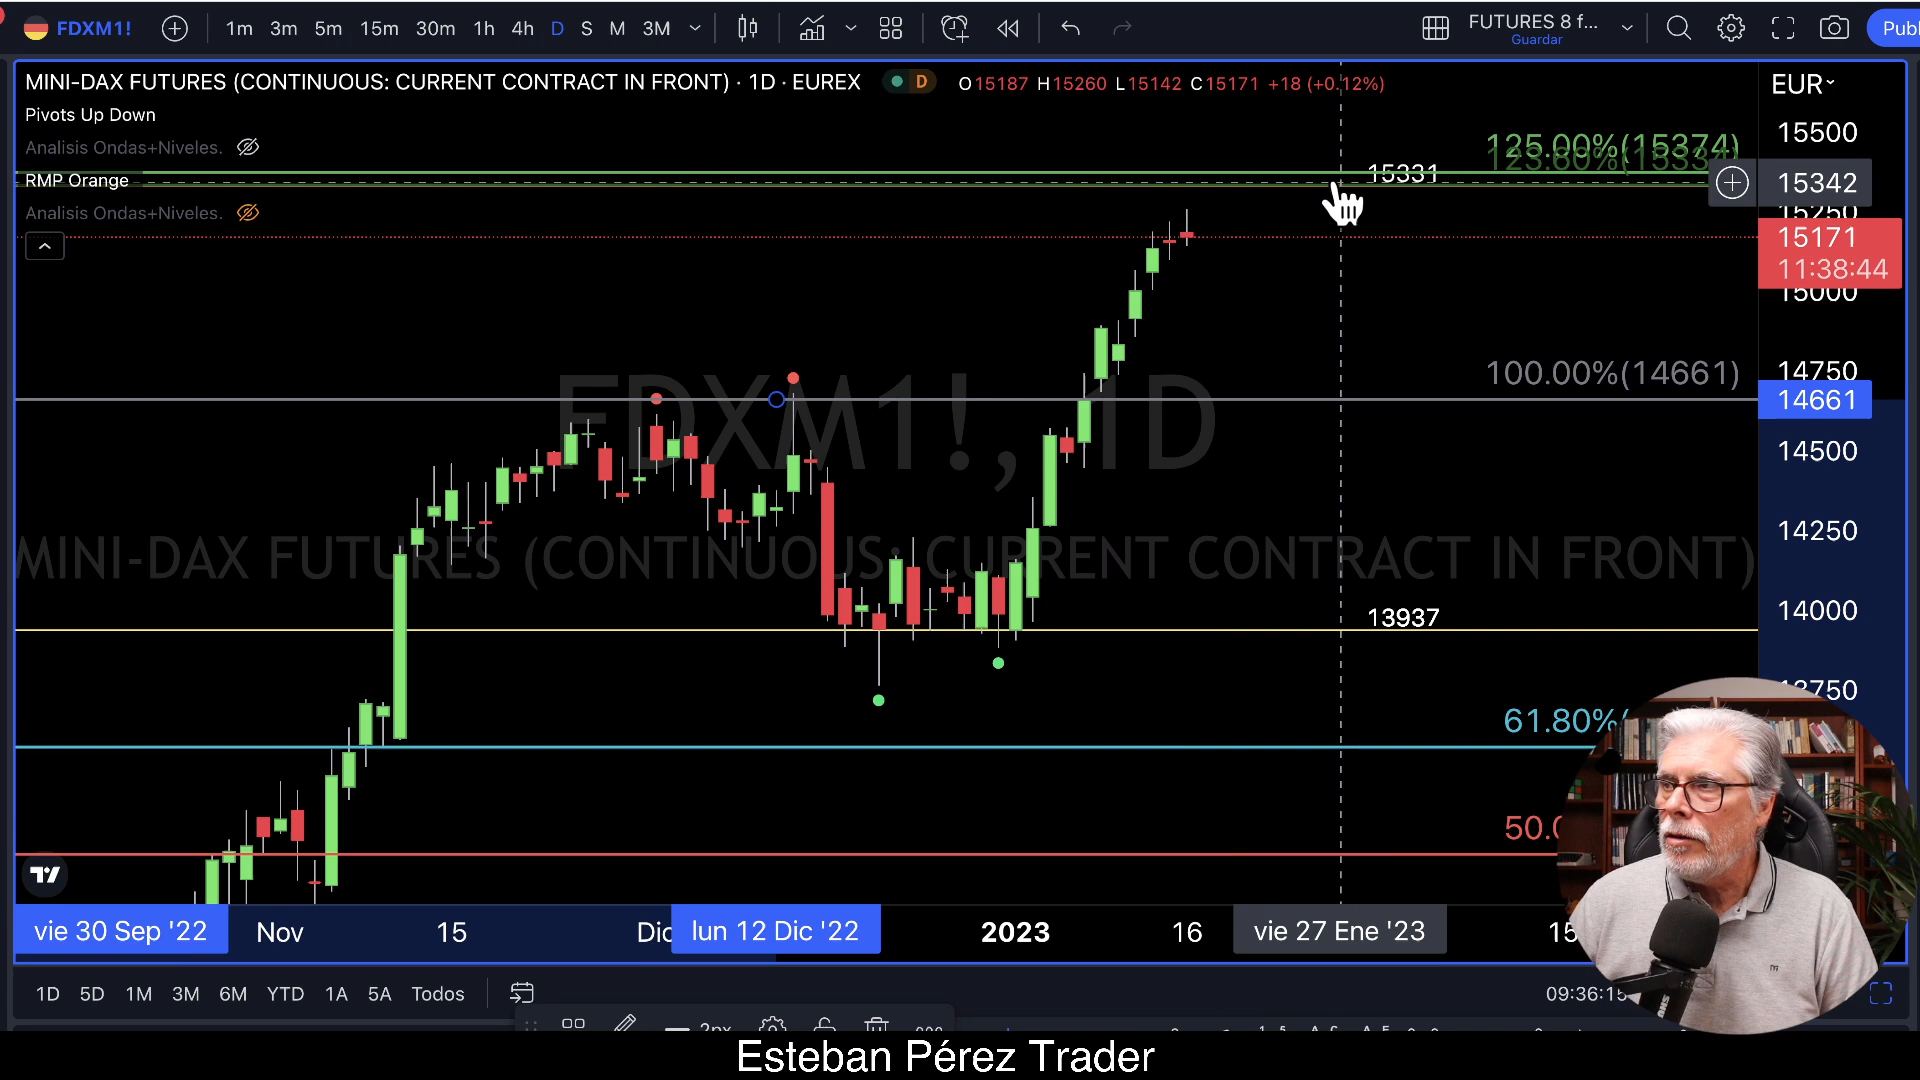 FDXM1! 1m 3m 5m 15m 30m 1h 4h D S M 3M FUTURES 8 f... Publ
Guardar
MINI-DAX FUTURES (CONTINUOUS: CURRENT CONTRACT IN FRONT) · 1D · EUREX D O15187 H15260 L15142 C15171 +18 (+0.12%) EUR
Pivots Up Down
15500
Analisis Ondas+Niveles.
125.00%(15374)
RMP Orange
15331
15342
Analisis Ondas+Niveles.
15250
15171
11:38:44
15000
100.00%(14661)
14750
14661
FDXM1!, 1D
14500
14250
MINI-DAX FUTURES (CONTINUOUS: CURRENT CONTRACT IN FRONT)
14000
13937
61.80%
vie 30 Sep '22 Nov 15 Dic lun 12 Dic '22 2023 16 vie 27 Ene '23
1D 5D 1M 3M 6M YTD 1A 5A Todos
2px
Esteban Pérez Trader